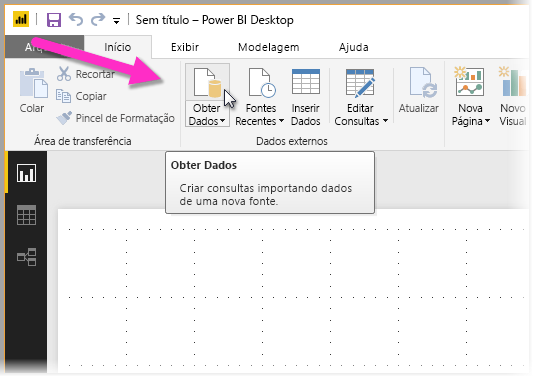 Sem título – Power BI Desktop
Início Exibir Modelagem Ajuda
Colar
Recortar
Copiar
Pincel de Formatação
Área de transferência
Obter
Dados
Fontes
Recentes
Inserir
Dados
Editar
Consultas
Dados externos
Atualizar
Nova
Página
Novo
Visual
Obter Dados
Criar consultas importando dados
de uma nova fonte.